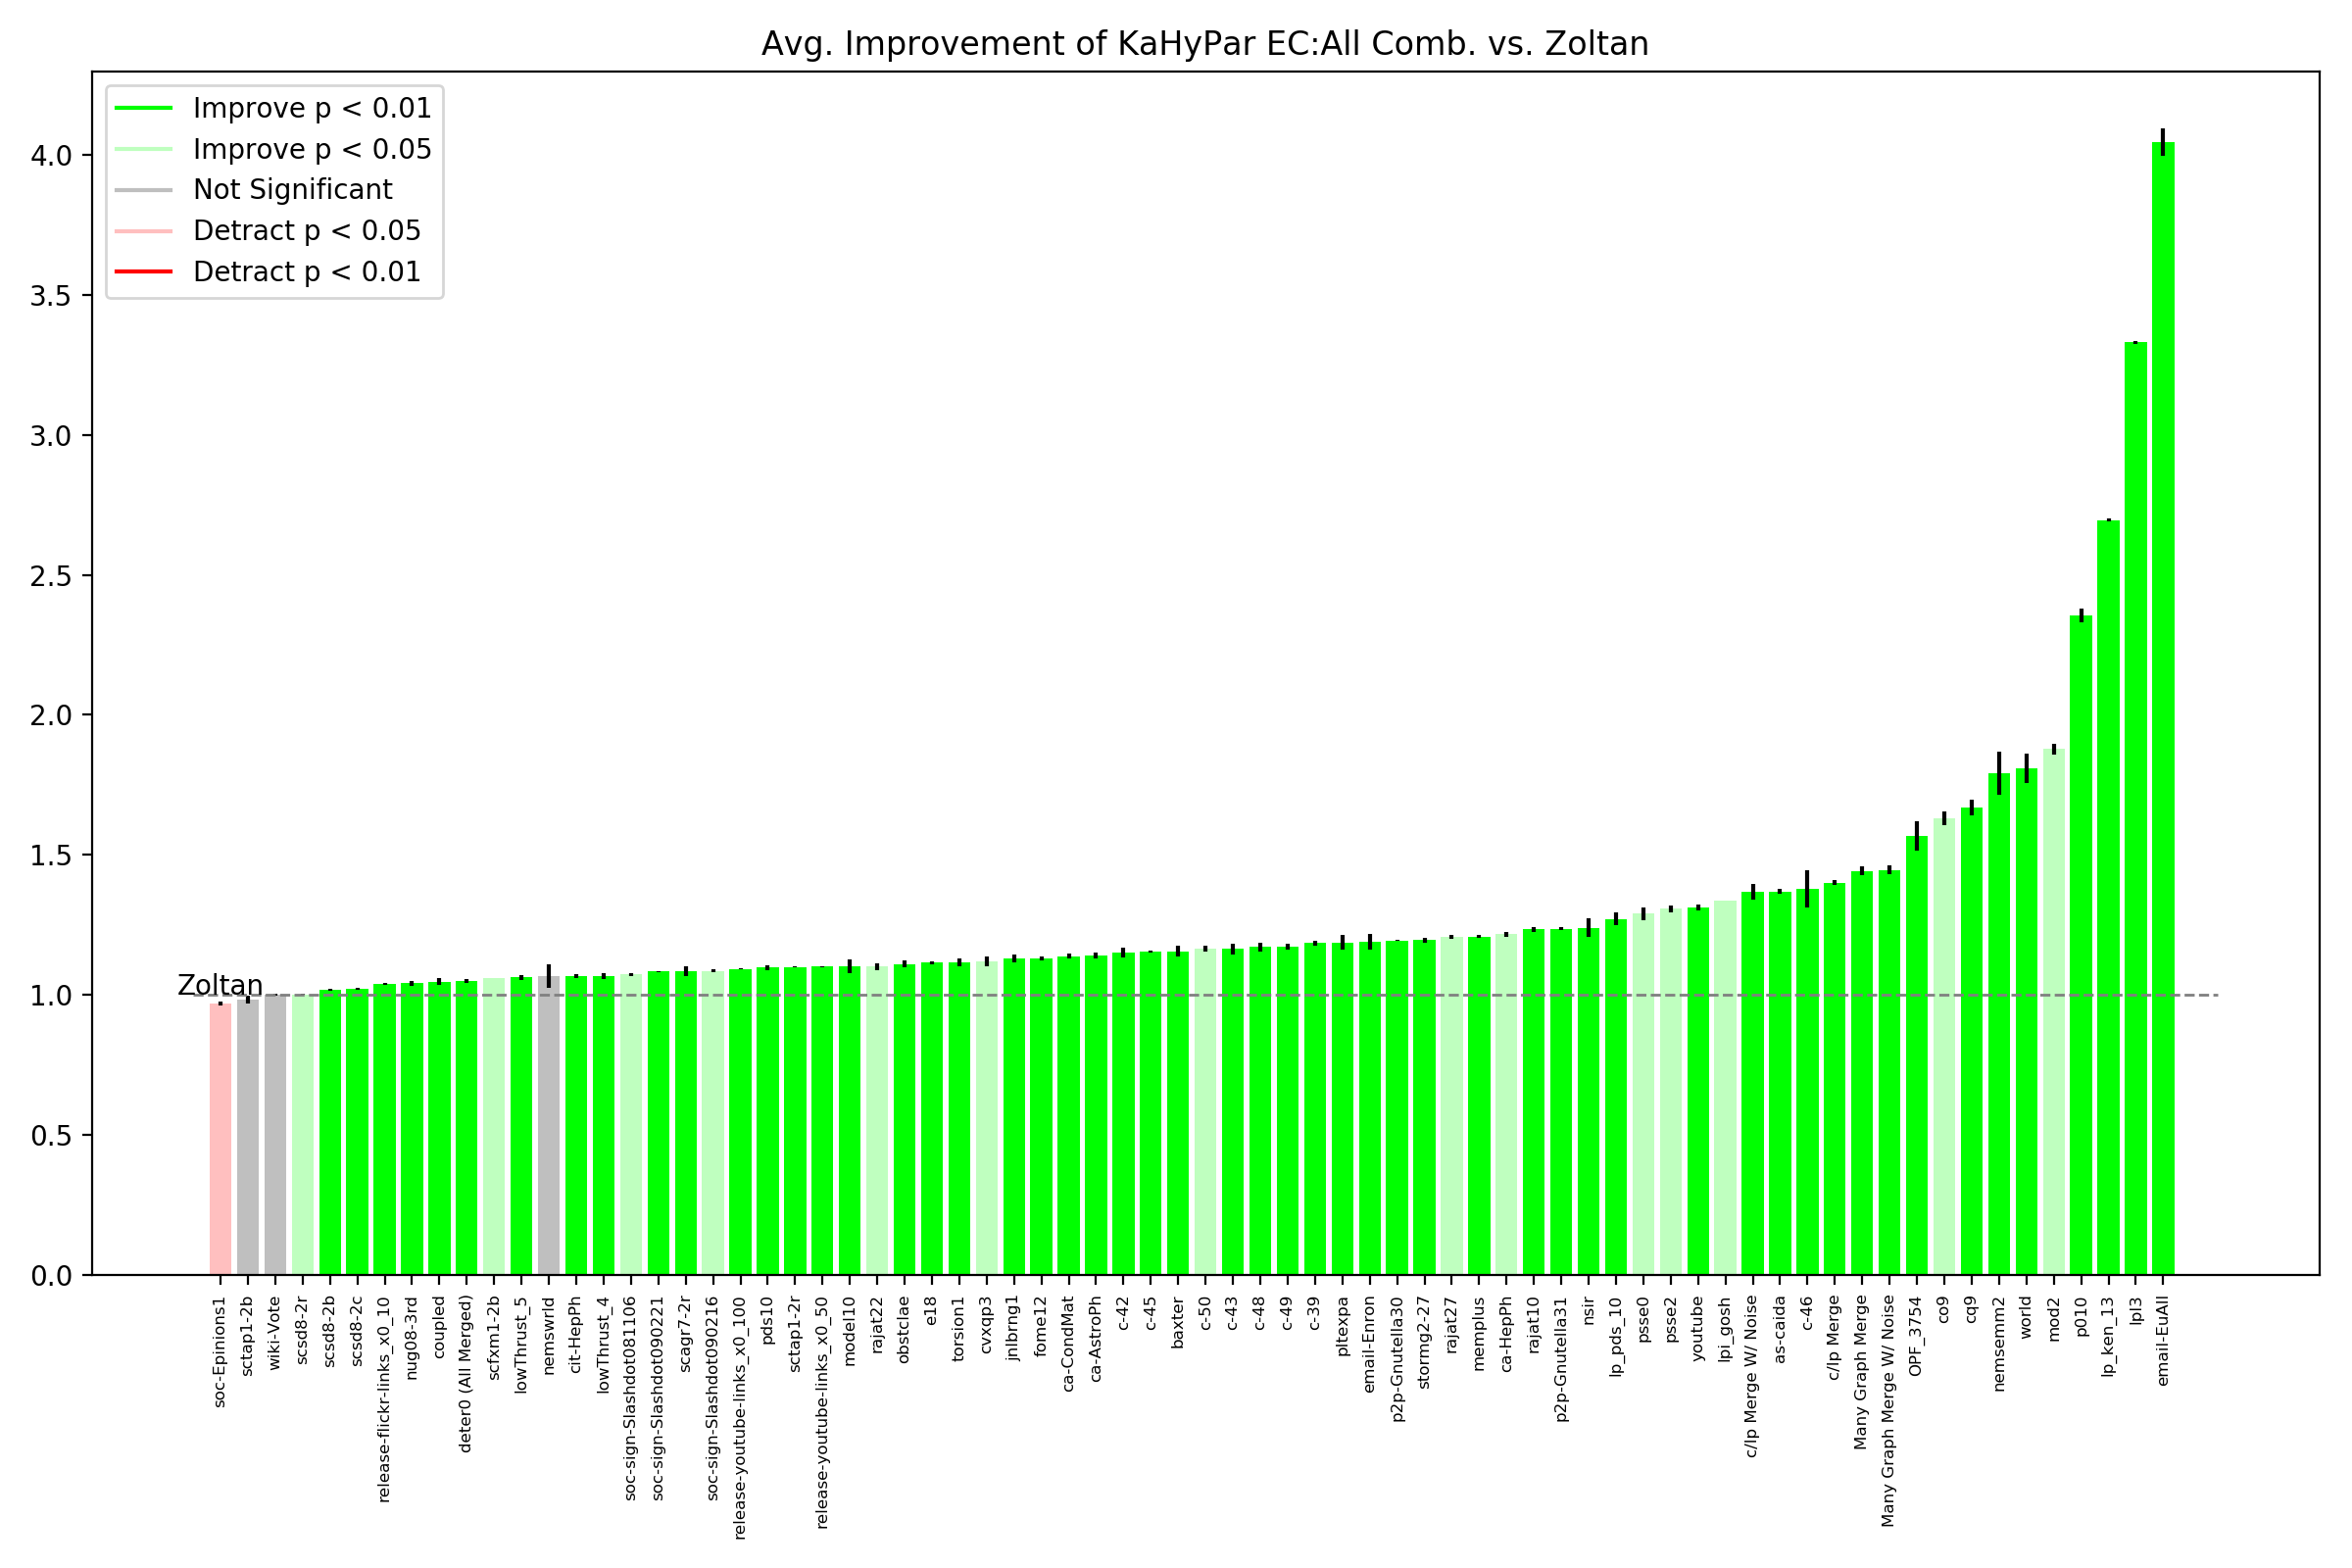 Avg. Improvement of KaHyPar EC:All Comb. vs. Zoltan
Improve p < 0.01
Improve p < 0.05
Not Significant
Detract p < 0.05
Detract p < 0.01
4.0
3.5
3.0
2.5
2.0
1.5
1.0
0.5
0.0
Zoltan
soc-Epinions1
sctap1-2b
wiki-Vote
scsd8-2r
scsd8-2b
scsd8-2c
release-flickr-links_x0_10
nug08-3rd
coupled
deter0 (All Merged)
scfxm1-2b
lowThrust_5
nemswrld
cit-HepPh
lowThrust_4
soc-sign-Slashdot081106
soc-sign-Slashdot090221
scagr7-2r
soc-sign-Slashdot090216
release-youtube-links_x0_100
pds10
sctap1-2r
release-youtube-links_x0_50
model10
rajat22
obstclae
e18
torsion1
cvxqp3
jnlbrng1
fome12
ca-CondMat
ca-AstroPh
c-42
c-45
baxter
c-50
c-43
c-48
c-49
c-39
pltexpa
email-Enron
p2p-Gnutella30
stormg2-27
rajat27
memplus
ca-HepPh
rajat10
p2p-Gnutella31
nsir
lp_pds_10
psse0
psse2
youtube
lpi_gosh
c/lp Merge W/ Noise
as-caida
c-46
c/lp Merge
Many Graph Merge
Many Graph Merge W/ Noise
OPF_3754
co9
cq9
nemsemm2
world
mod2
p010
lp_ken_13
lpl3
email-EuAll